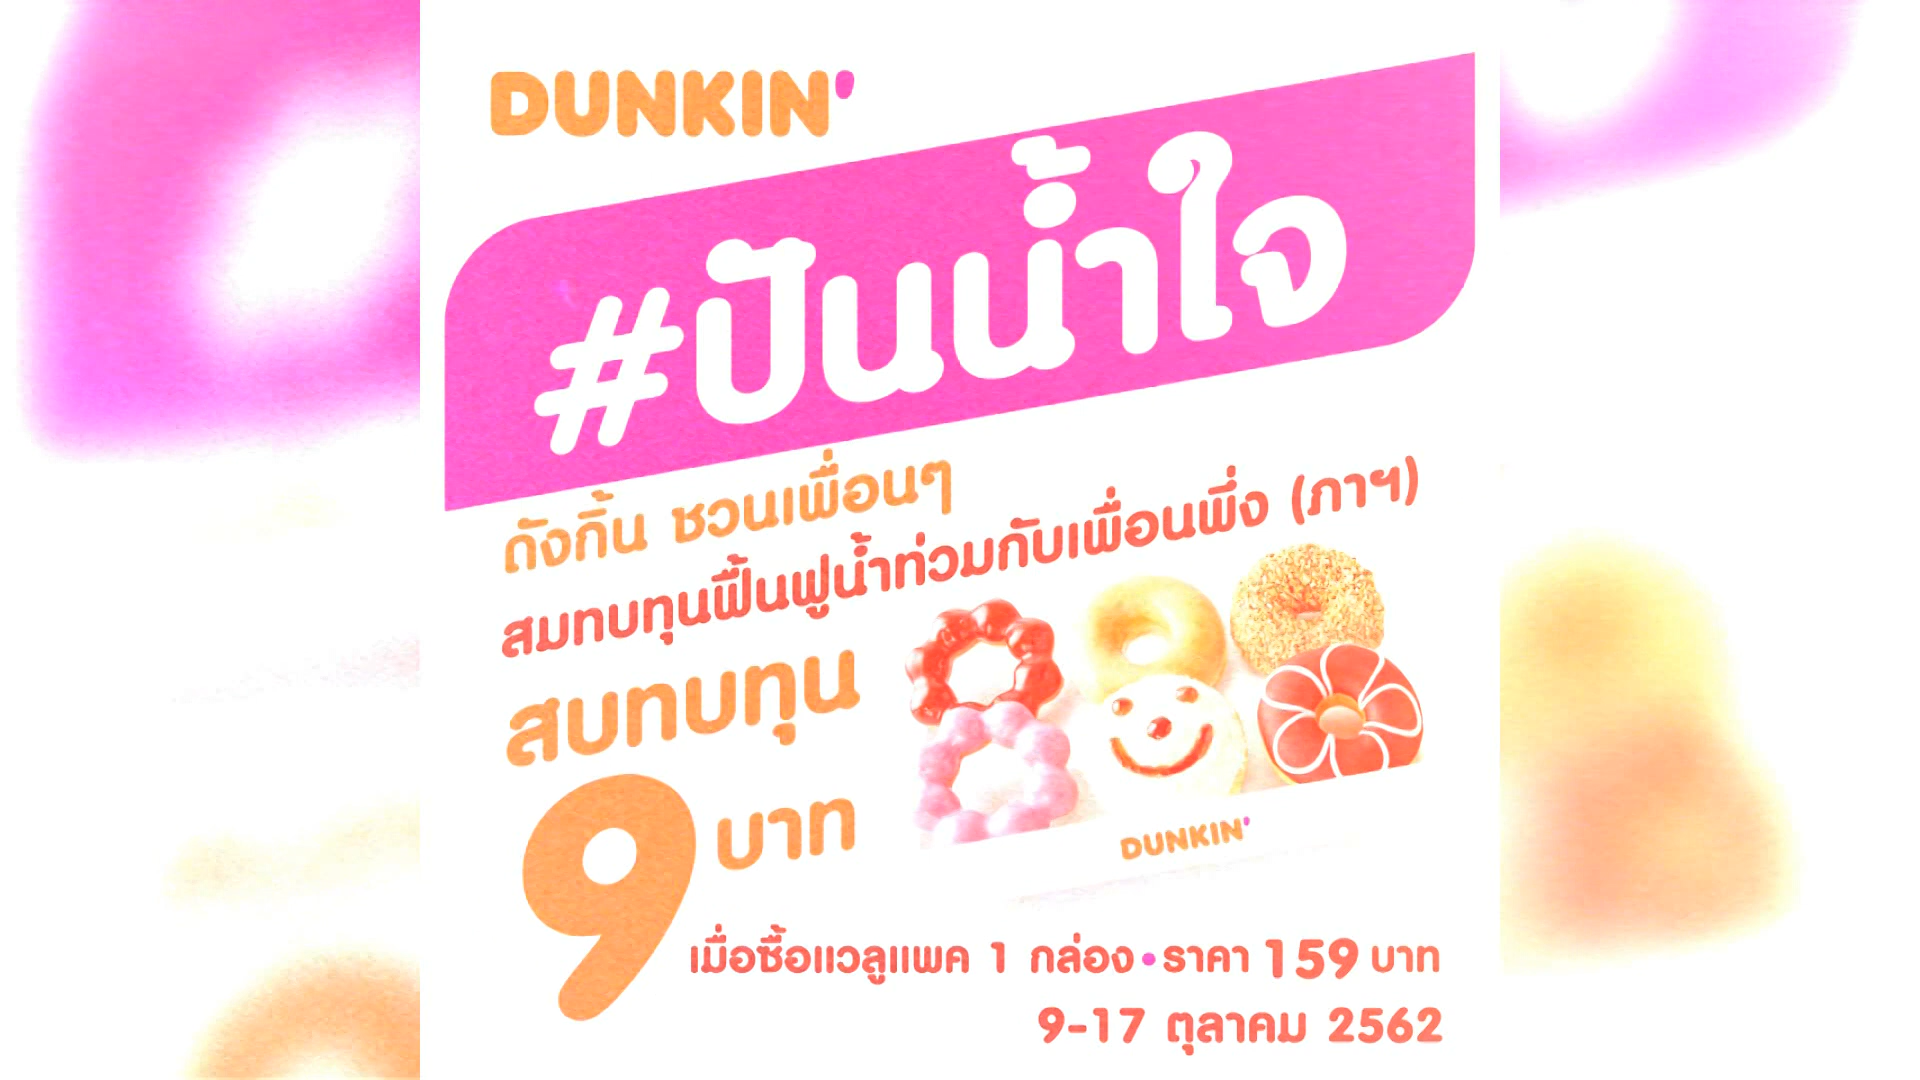 DUNKIN'
#ปันน้ำใจ
ดังกิ้น ชวนเพื่อนๆ
สมทบทุนฟื้นฟูน้ำท่วมกับเพื่อนพึ่ง (ภาฯ)
สบทบทุน
9 บาท
DUNKIN'
เมื่อซื้อแวลูแพค 1 กล่อง • ราคา 159 บาท
9-17 ตุลาคม 2562